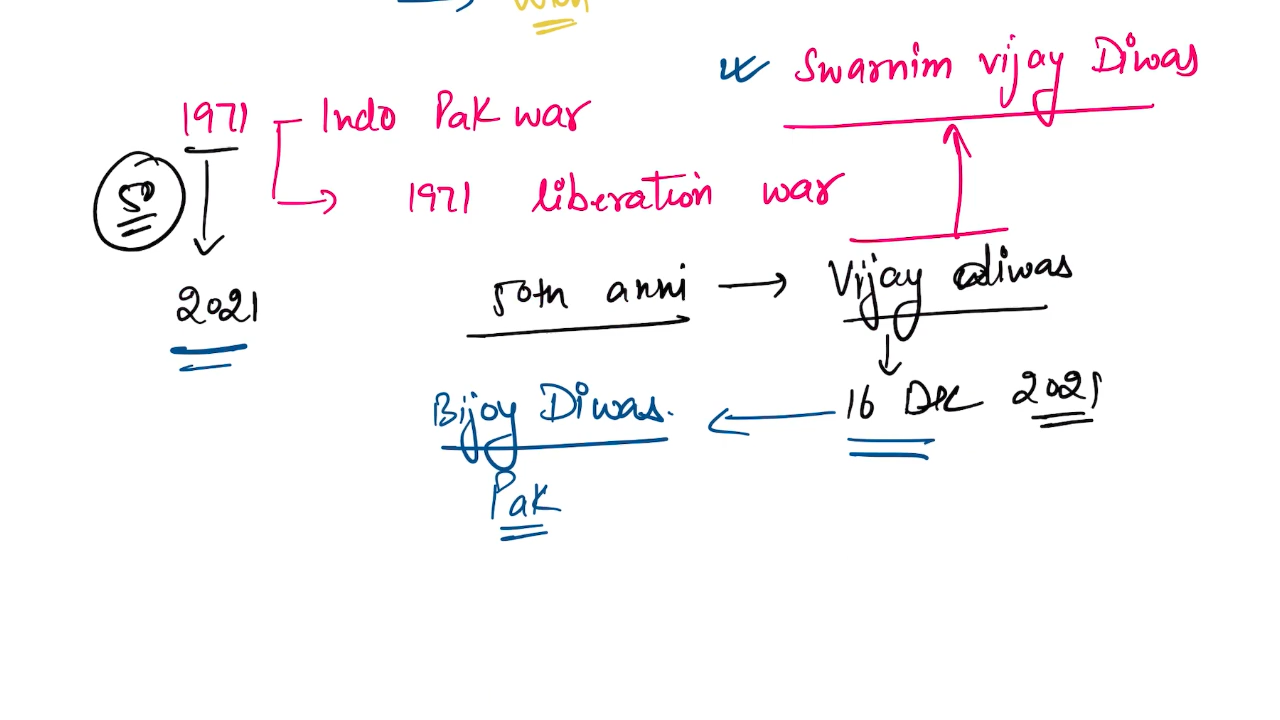 Swarnim vijay Diwas
1971 Indo Pak war
50
1971 liberation war
2021
50th anni → Vijay diwas
Bijoy Diwas. ← 16 Dec 2021
Pak